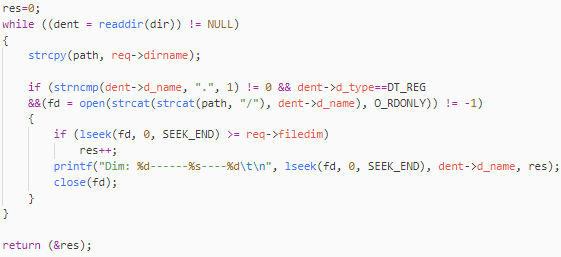 res=0;
while ((dent = readdir(dir)) != NULL)
{
    strcpy(path, req->dirname);

    if (strncmp(dent->d_name, ".", 1) != 0 && dent->d_type==DT_REG
    &&(fd = open(strcat(strcat(path, "/"), dent->d_name), O_RDONLY)) != -1)
    {
        if (lseek(fd, 0, SEEK_END) >= req->filedim)
            res++;
        printf("Dim: %d------%s----%d\t\n", lseek(fd, 0, SEEK_END), dent->d_name, res);
        close(fd);
    }
}

return (&res);